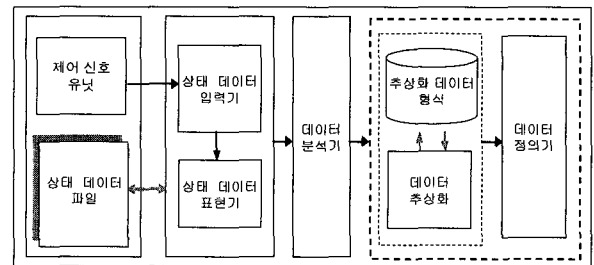 제어 신호
유닛
상태 데이터
파일
상태 데이터
입력기
상태 데이터
표현기
데이터
분석기
추상화 데이터
형식
데이터
추상화
데이터
정의기